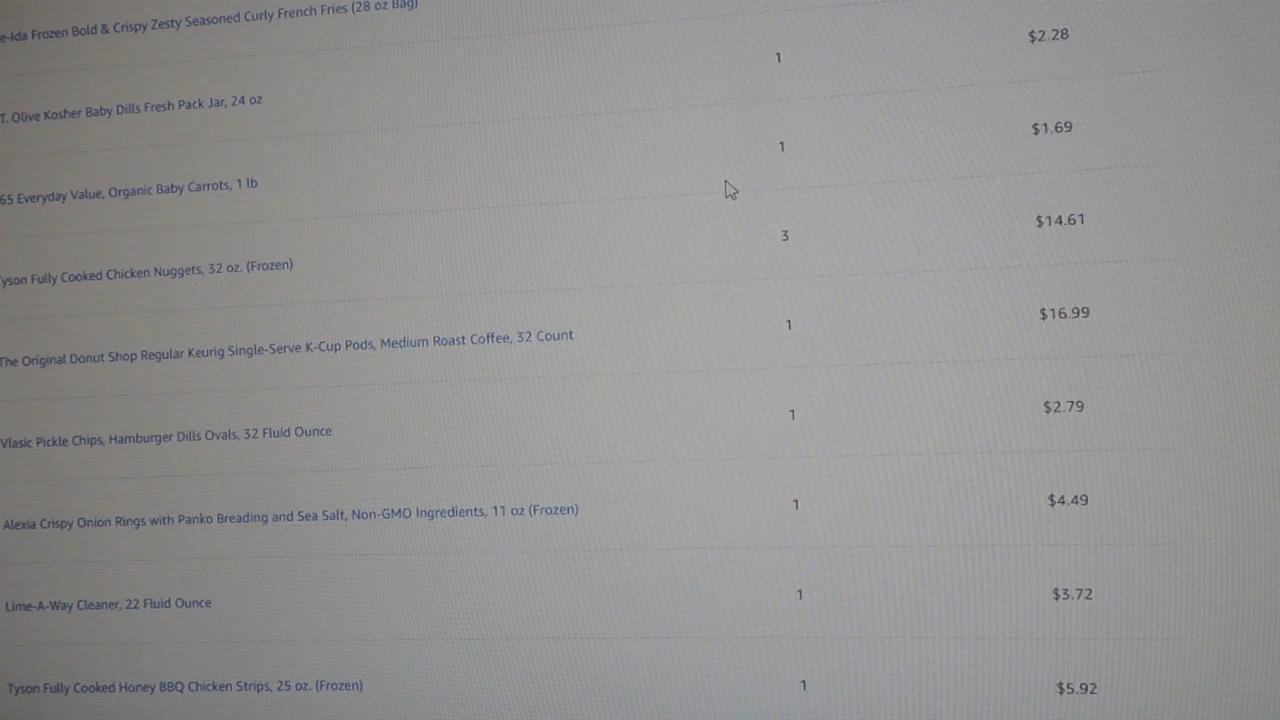 e-Ida Frozen Bold & Crispy Zesty Seasoned Curly French Fries (28 oz Bag)
T. Olive Kosher Baby Dills Fresh Pack Jar, 24 oz 1 $2.28
65 Everyday Value, Organic Baby Carrots, 1 lb 1 $1.69
yson Fully Cooked Chicken Nuggets, 32 oz. (Frozen) 3 $14.61
The Original Donut Shop Regular Keurig Single-Serve K-Cup Pods, Medium Roast Coffee, 32 Count 1 $16.99
Vlasic Pickle Chips, Hamburger Dills Ovals, 32 Fluid Ounce 1 $2.79
Alexia Crispy Onion Rings with Panko Breading and Sea Salt, Non-GMO Ingredients, 11 oz (Frozen) 1 $4.49
Lime-A-Way Cleaner, 22 Fluid Ounce 1 $3.72
Tyson Fully Cooked Honey BBQ Chicken Strips, 25 oz. (Frozen) 1 $5.92